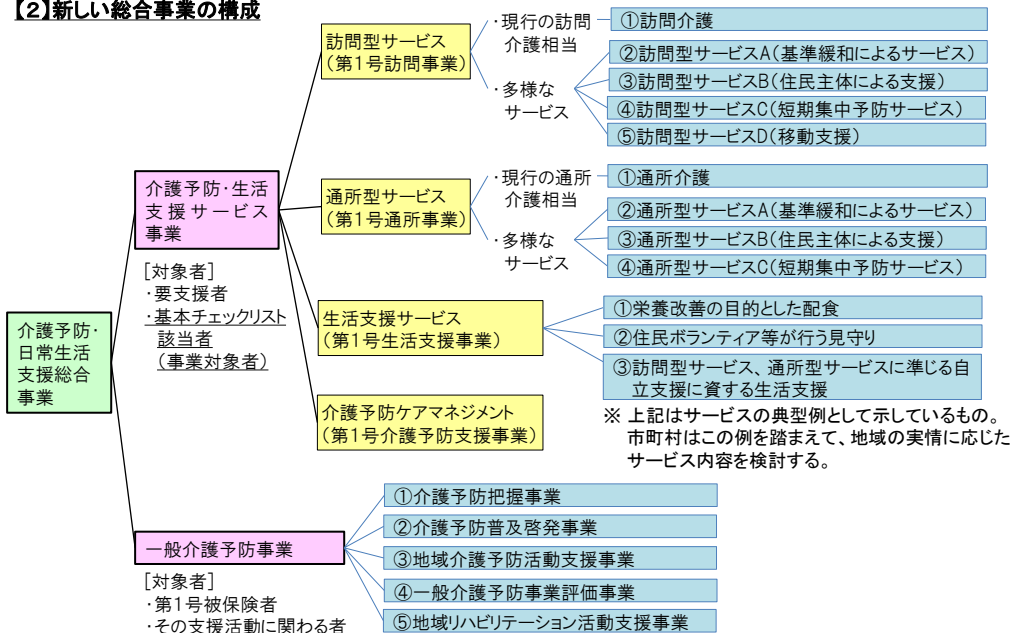 【2】新しい総合事業の構成
介護予防・
日常生活
支援総合
事業
介護予防・生活
支援サービス
事業
[対象者]
・要支援者
・基本チェックリスト
該当者
(事業対象者)
訪問型サービス
(第1号訪問事業)
・現行の訪問
介護相当
①訪問介護
・多様な
サービス
②訪問型サービスA(基準緩和によるサービス)
③訪問型サービスB(住民主体による支援)
④訪問型サービスC(短期集中予防サービス)
⑤訪問型サービスD(移動支援)
通所型サービス
(第1号通所事業)
・現行の通所
介護相当
①通所介護
・多様な
サービス
②通所型サービスA(基準緩和によるサービス)
③通所型サービスB(住民主体による支援)
④通所型サービスC(短期集中予防サービス)
生活支援サービス
(第1号生活支援事業)
①栄養改善の目的とした配食
②住民ボランティア等が行う見守り
③訪問型サービス、通所型サービスに準じる自
立支援に資する生活支援
介護予防ケアマネジメント
(第1号介護予防支援事業)
※ 上記はサービスの典型例として示しているもの。
市町村はこの例を踏まえて、地域の実情に応じた
サービス内容を検討する。
一般介護予防事業
[対象者]
・第1号被保険者
・その支援活動に関わる者
①介護予防把握事業
②介護予防普及啓発事業
③地域介護予防活動支援事業
④一般介護予防事業評価事業
⑤地域リハビリテーション活動支援事業